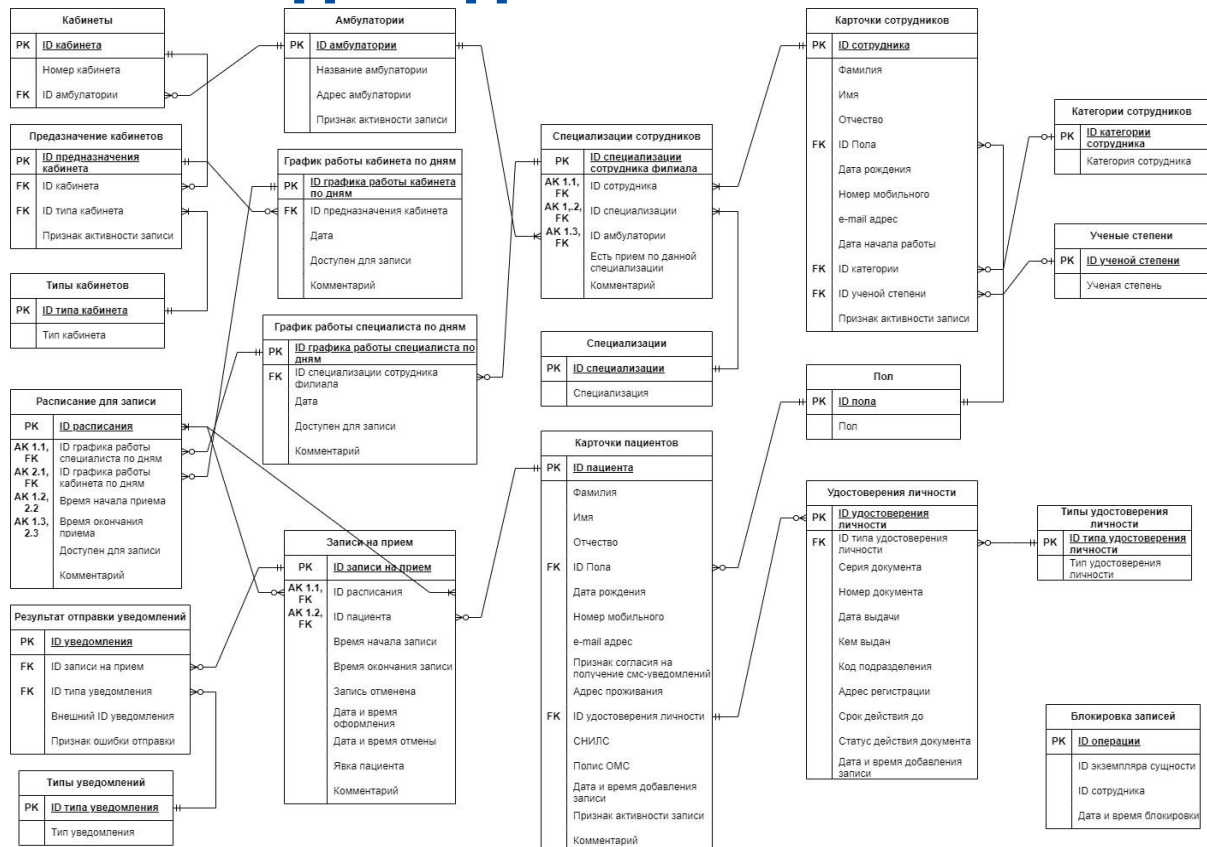 Кабинеты
PK ID кабинета
Номер кабинета
FK ID амбулатории
Предазначение кабинетов
PK ID предназначения
кабинета
FK ID кабинета
FK ID типа кабинета
Признак активности записи
Типы кабинетов
PK ID типа кабинета
Тип кабинета
Расписание для записи
PK ID расписания
AK 1.1, FK ID графика работы
специалиста по дням
AK 2.1, FK ID графика работы
кабинета по дням
AK 1.2, 2.2 Время начала приема
AK 1.3, 2.3 Время окончания
приема
Доступен для записи
Комментарий
Результат отправки уведомлений
PK ID уведомления
FK ID записи на прием
FK ID типа уведомления
Внешний ID уведомления
Признак ошибки отправки
Типы уведомлений
PK ID типа уведомления
Тип уведомления
Амбулатории
PK ID амбулатории
Название амбулатории
Адрес амбулатории
Признак активности записи
График работы кабинета по дням
PK ID графика работы кабинета
по дням
FK ID предназначения кабинета
Дата
Доступен для записи
Комментарий
График работы специалиста по дням
PK ID графика работы специалиста по
дням
FK ID специализации сотрудника
филиала
Дата
Доступен для записи
Комментарий
Записи на прием
PK ID записи на прием
AK 1.1, FK ID расписания
AK 1.2, FK ID пациента
Время начала записи
Время окончания записи
Запись отменена
Дата и время
оформления
Дата и время отмены
Явка пациента
Комментарий
Специализации сотрудников
PK ID специализации
сотрудника филиала
AK 1.1, FK ID сотрудника
AK 1,.2, FK ID специализации
AK 1.3, FK ID амбулатории
Есть прием по данной
специализации
Комментарий
Специализации
PK ID специализации
Специализация
Карточки пациентов
PK ID пациента
Фамилия
Имя
Отчество
FK ID Пола
Дата рождения
Номер мобильного
e-mail адрес
Признак согласия на
получение смс-уведомлений
Адрес проживания
FK ID удостоверения личности
СНИЛС
Полис ОМС
Дата и время добавления
записи
Признак активности записи
Комментарий
Карточки сотрудников
PK ID сотрудника
Фамилия
Имя
Отчество
FK ID Пола
Дата рождения
Номер мобильного
e-mail адрес
Дата начала работы
FK ID категории
FK ID ученой степени
Признак активности записи
Пол
PK ID пола
Пол
Удостоверения личности
PK ID удостоверения
личности
FK ID типа удостоверения
личности
Серия документа
Номер документа
Дата выдачи
Кем выдан
Код подразделения
Адрес регистрации
Срок действия до
Статус действия документа
Дата и время добавления
записи
Категории сотрудников
PK ID категории
сотрудника
Категория сотрудника
Ученые степени
PK ID ученой степени
Ученая степень
Типы удостоверения
личности
PK ID типа удостоверения
личности
Тип удостоверения
личности
Блокировка записей
PK ID операции
ID экземпляра сущности
ID сотрудника
Дата и время блокировки